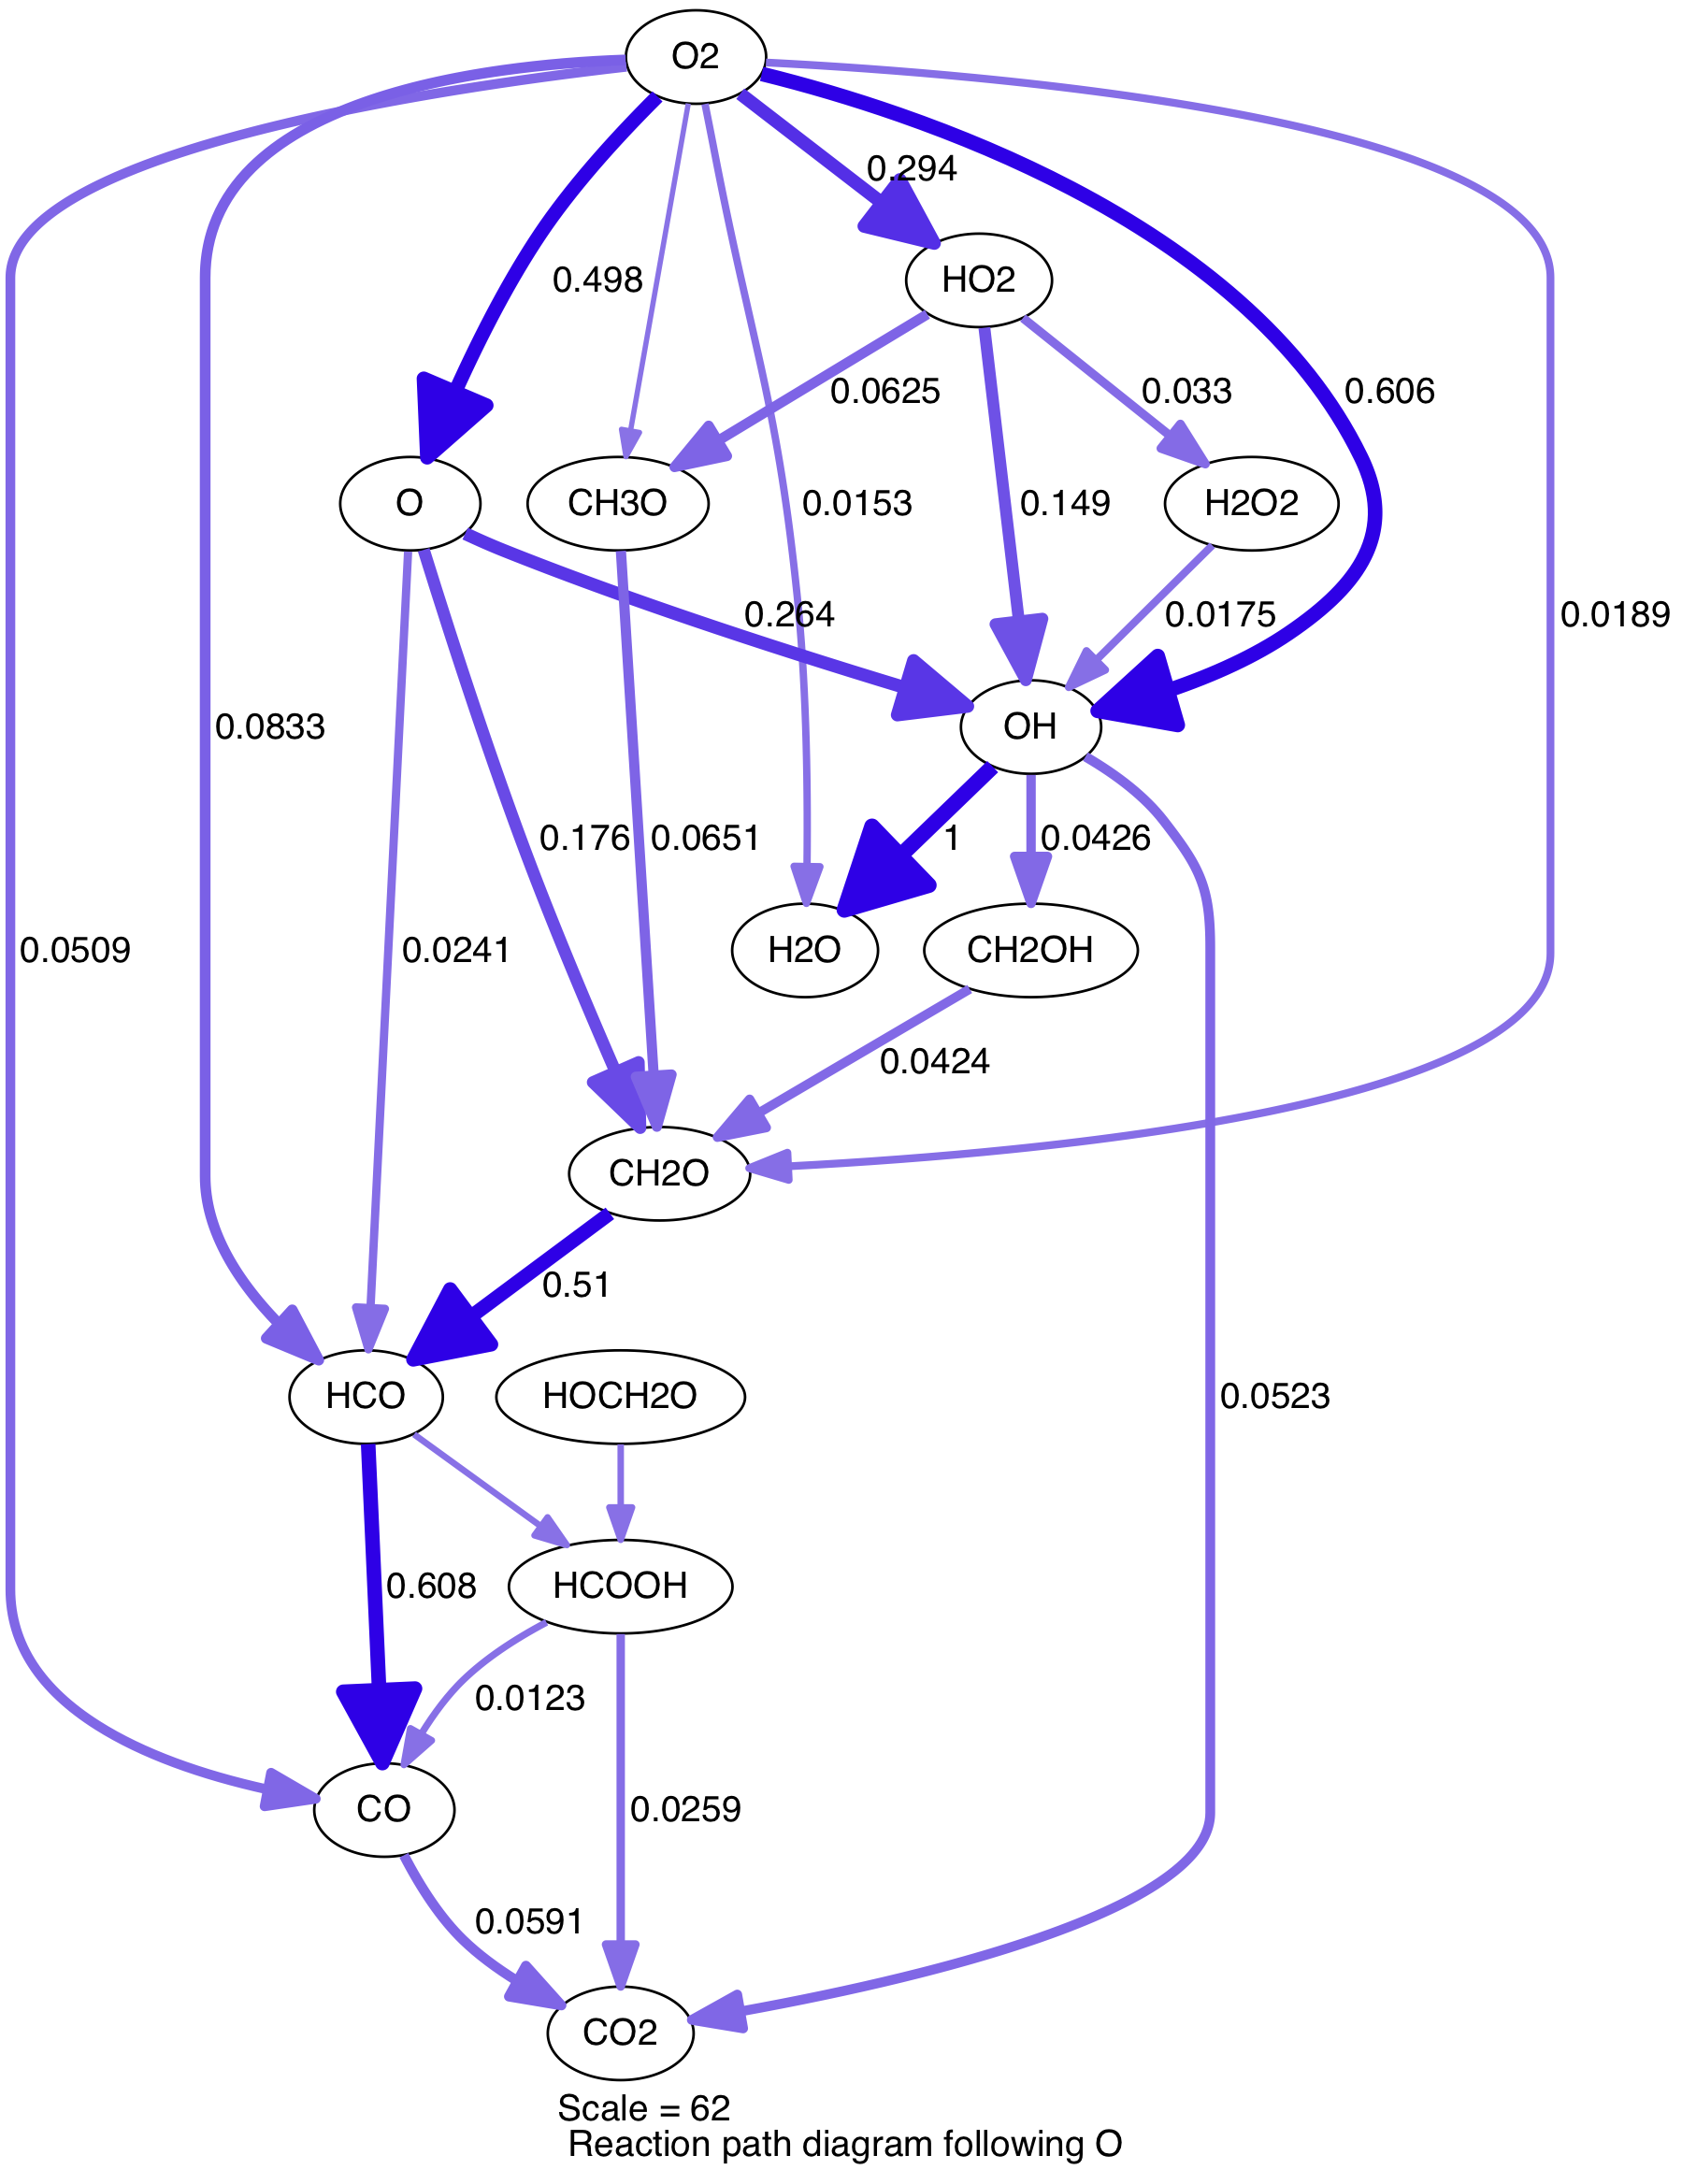 O2
0.294
HO2
0.498
0.0625
0.033
0.606
O
CH3O
0.0153
0.149
H2O2
0.264
0.0175
0.0189
0.0833
OH
0.176
0.0651
1
0.0426
0.0509
0.0241
H2O
CH2OH
0.0424
CH2O
0.51
HCO
HOCH2O
0.0523
0.608
HCOOH
0.0123
CO
0.0259
0.0591
CO2
Scale = 62
Reaction path diagram following O